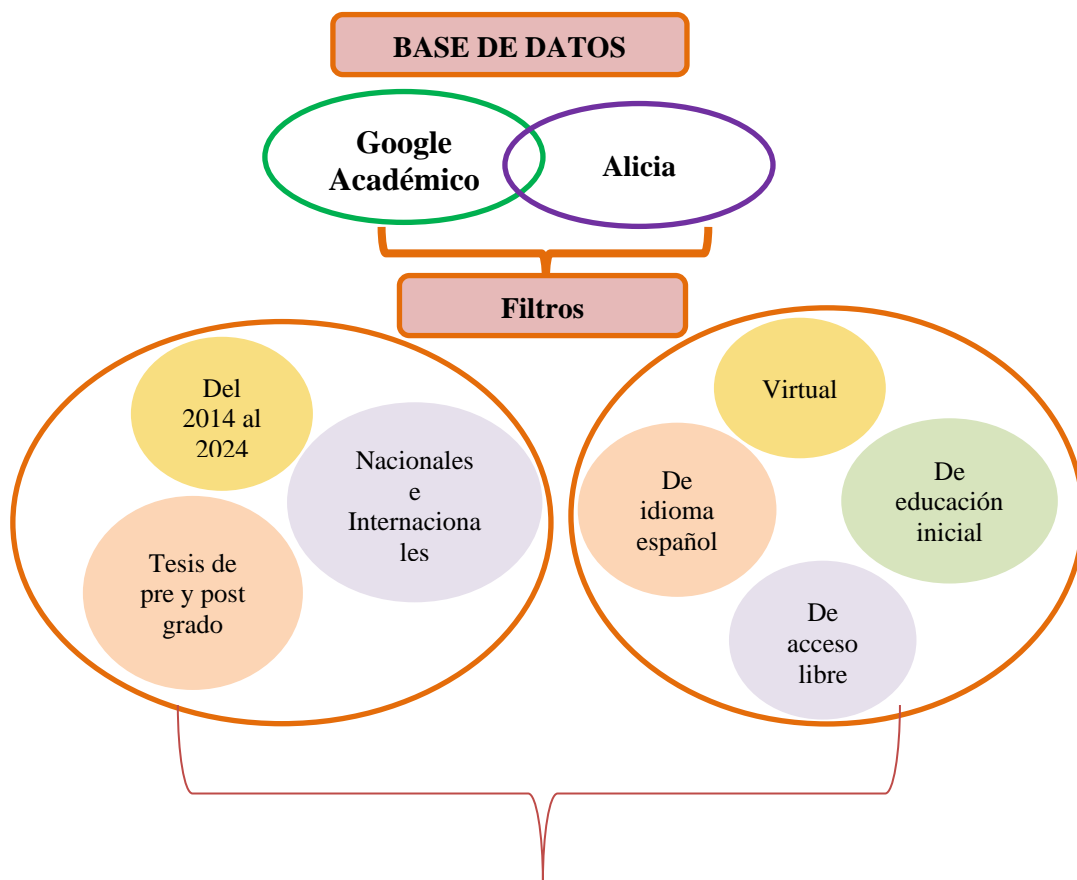 BASE DE DATOS
Google
Académico
Alicia
Filtros
Del
2014 al
2024
Nacionales
e
Internaciona
les
Tesis de
pre y post
grado
Virtual
De
idioma
español
De
educación
inicial
De
acceso
libre